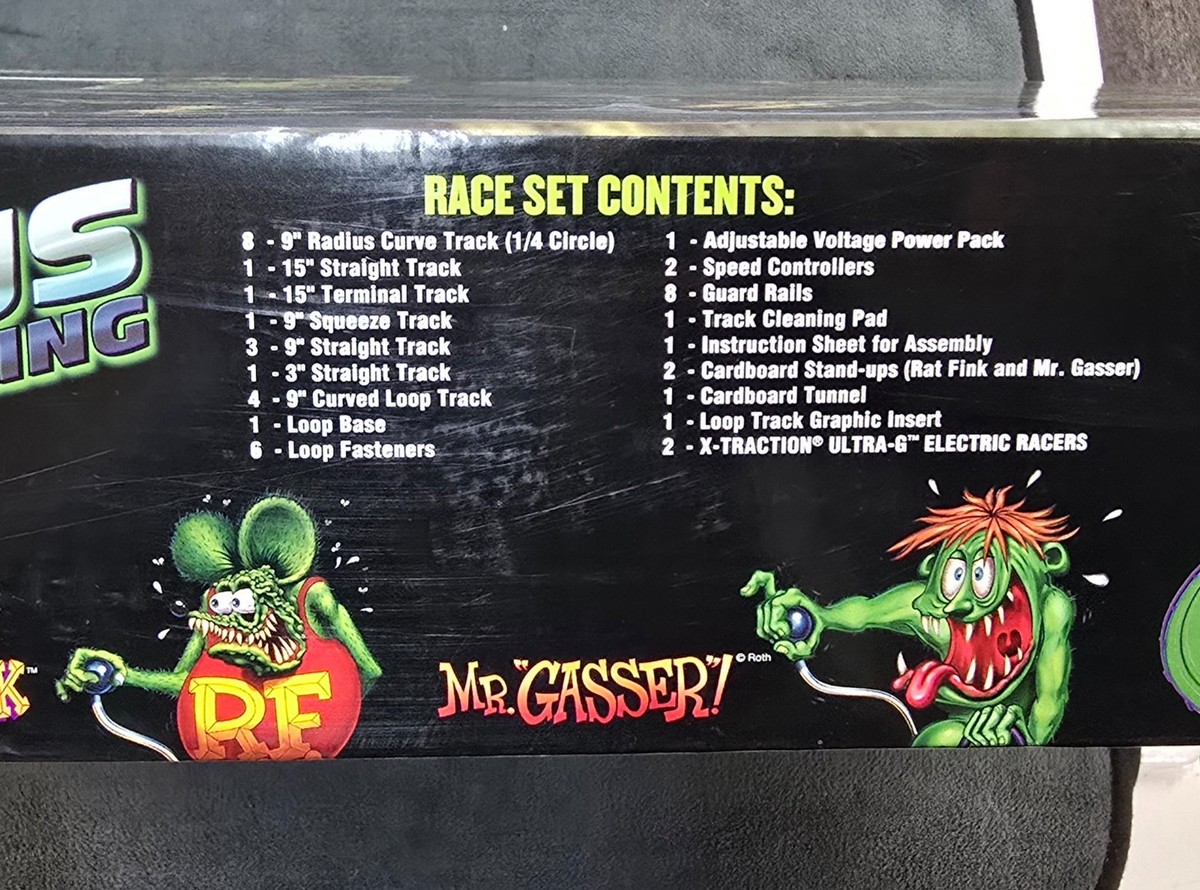 RACE SET CONTENTS:
8 - 9" Radius Curve Track (1/4 Circle)
1 - 15" Straight Track
1 - 15" Terminal Track
1 - 9" Squeeze Track
3 - 9" Straight Track
1 - 3" Straight Track
4 - 9" Curved Loop Track
1 - Loop Base
6 - Loop Fasteners
1 - Adjustable Voltage Power Pack
2 - Speed Controllers
8 - Guard Rails
1 - Track Cleaning Pad
1 - Instruction Sheet for Assembly
2 - Cardboard Stand-ups (Rat Fink and Mr. Gasser)
1 - Cardboard Tunnel
1 - Loop Track Graphic Insert
2 - X-TRACTION® ULTRA-G™ ELECTRIC RACERS
US
ING
K™
RF
MR. "GASSER"! © Roth